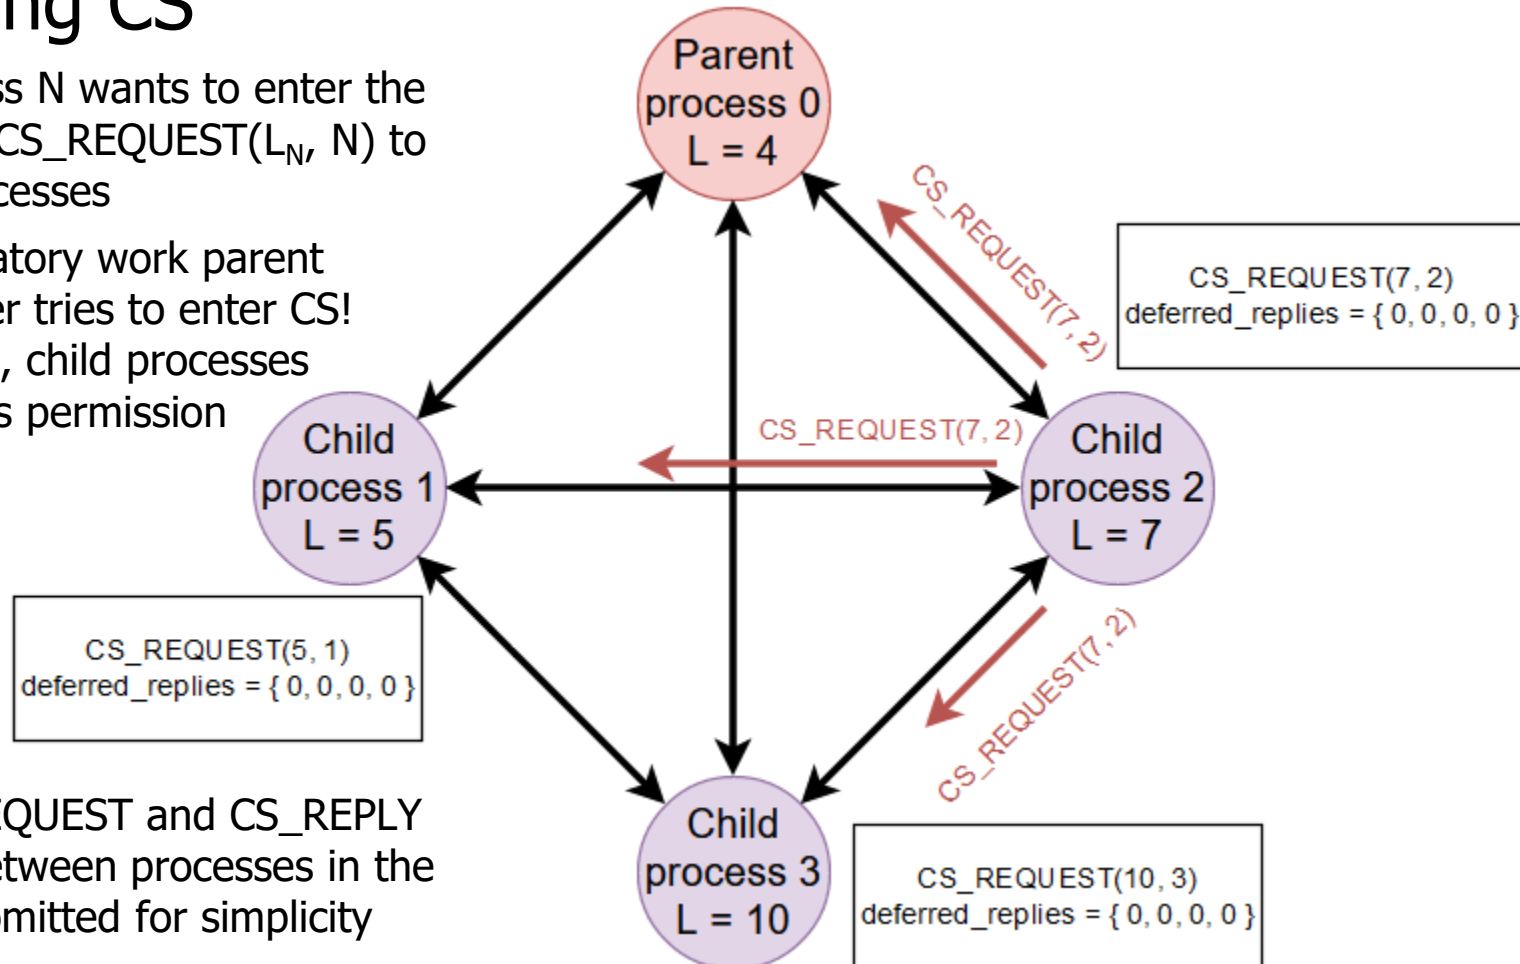 ng CS
ss N wants to enter the
CS_REQUEST(L_N, N) to
cesses
atory work parent
er tries to enter CS!
, child processes
s permission
Parent
process 0
L = 4
CS_REQUEST(7, 2)
CS_REQUEST(7, 2)
deferred_replies = { 0, 0, 0, 0 }
CS_REQUEST(7, 2)
Child
process 1
L = 5
Child
process 2
L = 7
CS_REQUEST(5, 1)
deferred_replies = { 0, 0, 0, 0 }
CS_REQUEST(7, 2)
EQUEST and CS_REPLY
etween processes in the
omitted for simplicity
Child
process 3
L = 10
CS_REQUEST(10, 3)
deferred_replies = { 0, 0, 0, 0 }